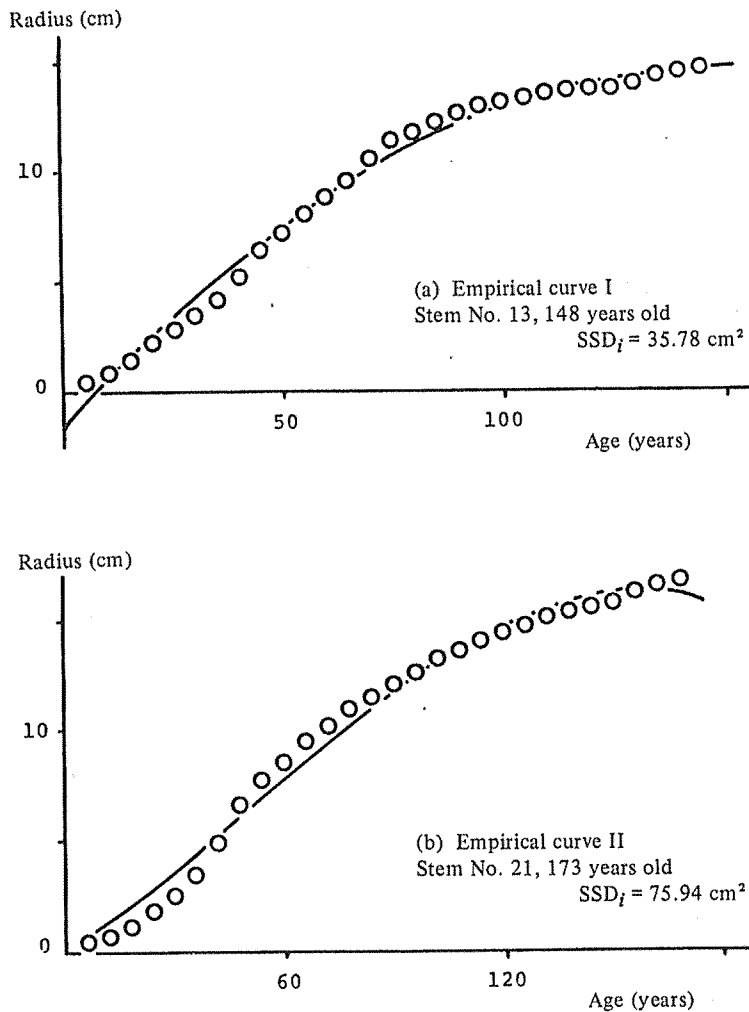 Radius (cm)
10
(a) Empirical curve I
Stem No. 13, 148 years old
SSDi = 35.78 cm²
0
50
100
Age (years)
Radius (cm)
10
(b) Empirical curve II
Stem No. 21, 173 years old
SSDi = 75.94 cm²
0
60
120
Age (years)